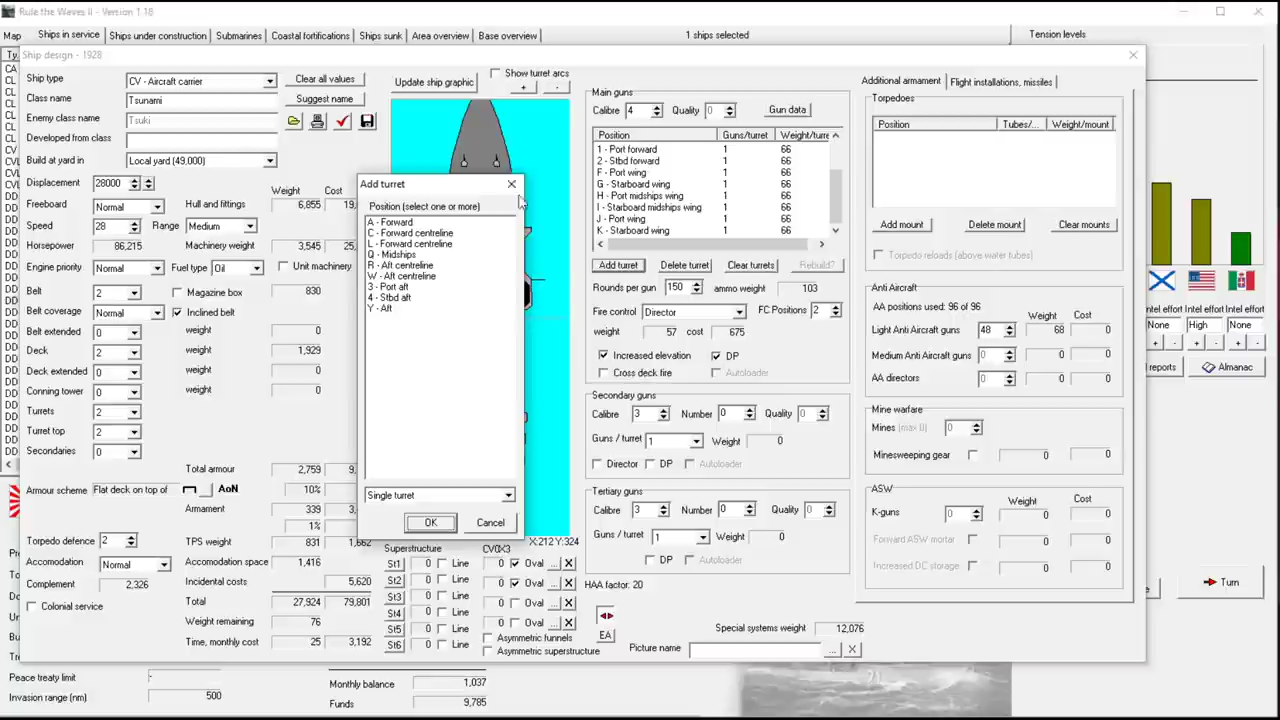 Rule the Waves II - Version 1.18
Map Ships in service Ships under construction Submarines Coastal fortifications Ships sunk Area overview Base overview 1 ships selected Tension levels
Ship design - 1928
Ship type CV - Aircraft carrier Clear all values
Class name Tsunami Suggest name
Enemy class name Tsuki
Developed from class
Build at yard in Local yard (49,000)
Displacement 28000 Weight Cost
Freeboard Normal Hull and fittings 6,855
Speed 28 Range Medium
Horsepower 86,215 Machinery weight 3,545
Engine priority Normal Fuel type Oil Unit machinery
Belt 2 Magazine box 830
Belt coverage Normal Inclined belt
Belt extended 0 weight 0
Deck 2 1,929
Deck extended 0 weight 0
Conning tower 0 weight 0
Turrets 2
Turret top 2
Secondaries 0
Total armour 2,759
Armour scheme Flat deck on top of AoN 10%
Armament 339
1%
Torpedo defence 2 TPS weight 831 1,662
Accomodation Normal Accomodation space 1,416
Complement 2,326 Incidental costs 5,620
Colonial service Total 27,924 79,801
Weight remaining 76
Time, monthly cost 25 3,192
Update ship graphic Show turret arcs
+ -
Add turret
Position (select one or more)
A - Forward
C - Forward centreline
L - Forward centreline
Q - Midships
R - Aft centreline
W - Aft centreline
3 - Port aft
4 - Stbd aft
Y - Aft
Single turret
OK Cancel
X:212 Y:324
Superstructure CV0X3
St1 0 Line 0 Oval ... X
St2 0 Line 0 Oval ... X
St3 0 Line 0 Oval ... X
St4 0 Line 0 Oval ... X
St5 0 Line Asymmetric funnels
St6 0 Line Asymmetric superstructure
Main guns
Calibre 4 Quality 0 Gun data
Position Guns/turret Weight/turre
1 - Port forward 1 66
2 - Stbd forward 1 66
F - Port wing 1 66
G - Starboard wing 1 66
H - Port midships wing 1 66
I - Starboard midships wing 1 66
J - Port wing 1 66
K - Starboard wing 1 66
Add turret Delete turret Clear turrets Rebuild?
Rounds per gun 150 ammo weight 103
Fire control Director FC Positions 2
weight 57 cost 675
Increased elevation DP
Cross deck fire Autoloader
Secondary guns
Calibre 3 Number 0 Quality 0
Guns / turret 1 Weight 0
Director DP Autoloader
Tertiary guns
Calibre 3 Number 0 Quality 0
Guns / turret 1 Weight 0
DP Autoloader
HAA factor: 20
EA
Special systems weight 12,076
Picture name ... X
Additional armament Flight installations, missiles
Torpedoes
Position Tubes/... Weight/mount
Add mount Delete mount Clear mounts
Torpedo reloads (above water tubes)
Anti Aircraft
AA positions used: 96 of 96
Weight Cost
Light Anti Aircraft guns 48 68 0
Medium Anti Aircraft guns 0 0 0
AA directors 0 0 0
Mine warfare
Mines (max 0) 0
Minesweeping gear 0 0
ASW
Weight Cost
K-guns 0 0 0
Forward ASW mortar 0 0
Increased DC storage 0 0
Intel effort Intel effort
None High None
+ - + - + -
reports Almanac
Turn
Peace treaty limit -
Invasion range (nm) 500
Monthly balance 1,037
Funds 9,785